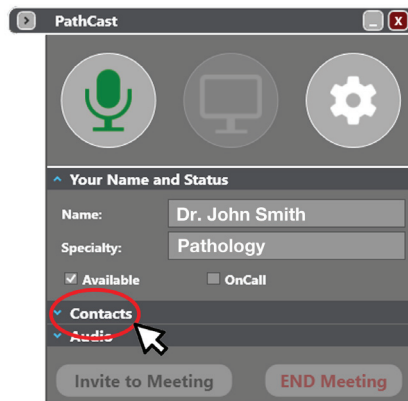 PathCast
Your Name and Status
Name: Dr. John Smith
Specialty: Pathology
Available OnCall
Contacts
Audio
Invite to Meeting END Meeting